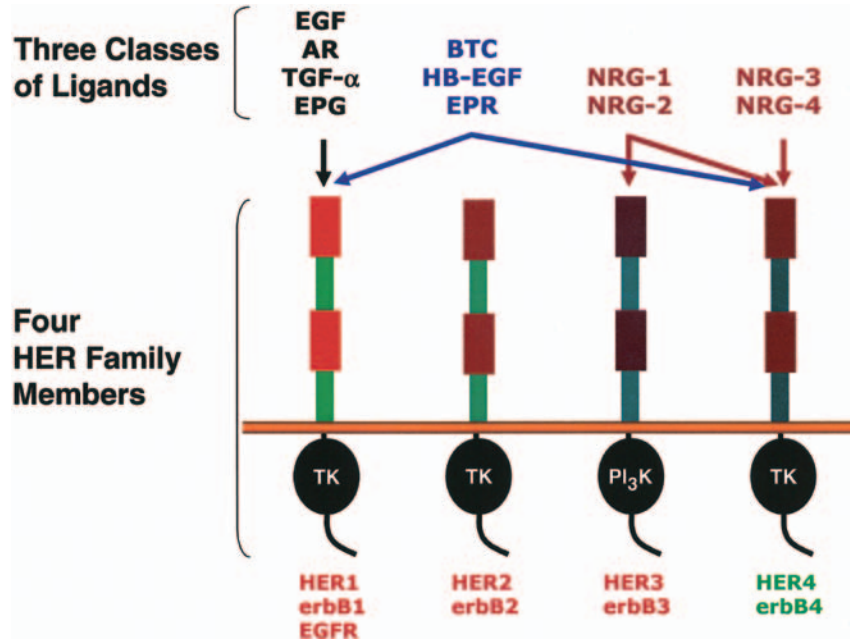 Three Classes
of Ligands
EGF
AR
TGF-α
EPG
BTC
HB-EGF
EPR
NRG-1
NRG-2
NRG-3
NRG-4
Four
HER Family
Members
TK
TK
PI₃K
TK
HER1
erbB1
EGFR
HER2
erbB2
HER3
erbB3
HER4
erbB4